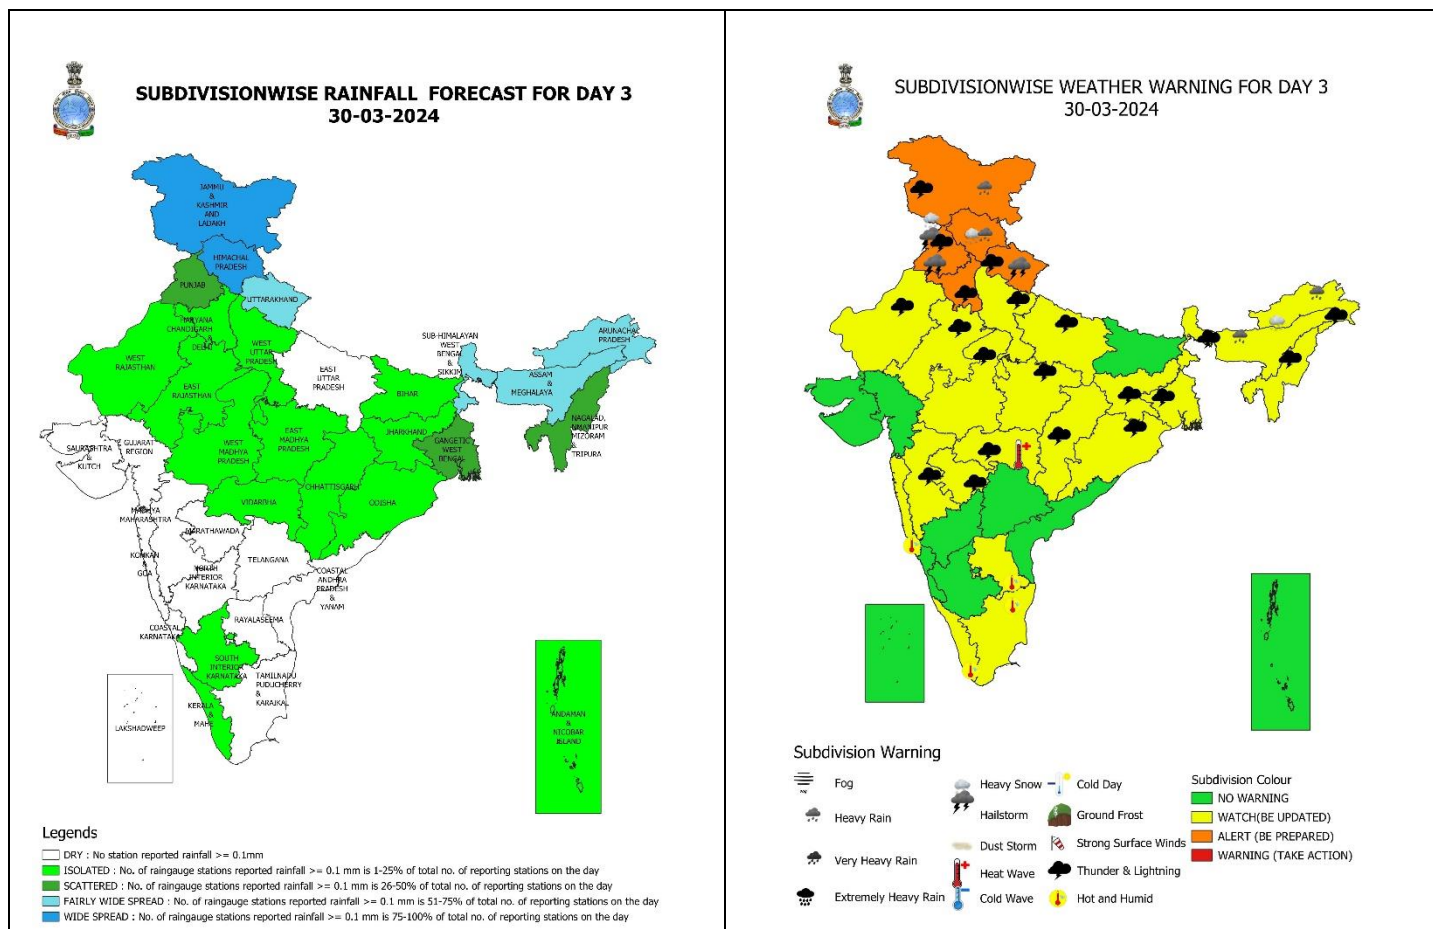 SUBDIVISIONWISE RAINFALL FORECAST FOR DAY 3
30-03-2024
JAMMU
&
KASHMIR
AND
LADAKH
HIMACHAL
PRADESH
PUNJAB
UTTARAKHAND
HARYANA
CHANDIGARH
&
DELHI
WEST
UTTAR
PRADESH
WEST
RAJASTHAN
EAST
RAJASTHAN
EAST
UTTAR
PRADESH
SUB-HIMALAYAN
WEST
BENGAL
&
SIKKIM
ARUNACHAL
PRADESH
ASSAM
&
MEGHALAYA
NAGALAD,
MANIPUR
MIZORAM
&
TRIPURA
BIHAR
JHARKHAND
GANGETIC
WEST
BENGAL
EAST
MADHYA
PRADESH
WEST
MADHYA
PRADESH
GUJARAT
REGION
SAURASHTRA
&
KUTCH
CHHATTISGARH
ODISHA
VIDARBHA
MADHYA
MAHARASHTRA
MARATHAWADA
KONKAN
&
GOA
NORTH
INTERIOR
KARNATAKA
TELANGANA
COASTAL
ANDHRA
PRADESH
&
YANAM
RAYALASEEMA
COASTAL
KARNATAKA
SOUTH
INTERIOR
KARNATAKA
TAMILNADU
PUDUCHERRY
&
KARAIKAL
KERALA
&
MAHE
LAKSHADWEEP
ANDAMAN
&
NICOBAR
ISLAND
Legends
DRY : No station reported rainfall >= 0.1mm
ISOLATED : No. of raingauge stations reported rainfall >= 0.1 mm is 1-25% of total no. of reporting stations on the day
SCATTERED : No. of raingauge stations reported rainfall >= 0.1 mm is 26-50% of total no. of reporting stations on the day
FAIRLY WIDE SPREAD : No. of raingauge stations reported rainfall >= 0.1 mm is 51-75% of total no. of reporting stations on the day
WIDE SPREAD : No. of raingauge stations reported rainfall >= 0.1 mm is 75-100% of total no. of reporting stations on the day
SUBDIVISIONWISE WEATHER WARNING FOR DAY 3
30-03-2024
Subdivision Warning
Fog
Heavy Rain
Very Heavy Rain
Extremely Heavy Rain
Heavy Snow
Hailstorm
Dust Storm
Heat Wave
Cold Wave
Cold Day
Ground Frost
Strong Surface Winds
Thunder & Lightning
Hot and Humid
Subdivision Colour
NO WARNING
WATCH(BE UPDATED)
ALERT (BE PREPARED)
WARNING (TAKE ACTION)